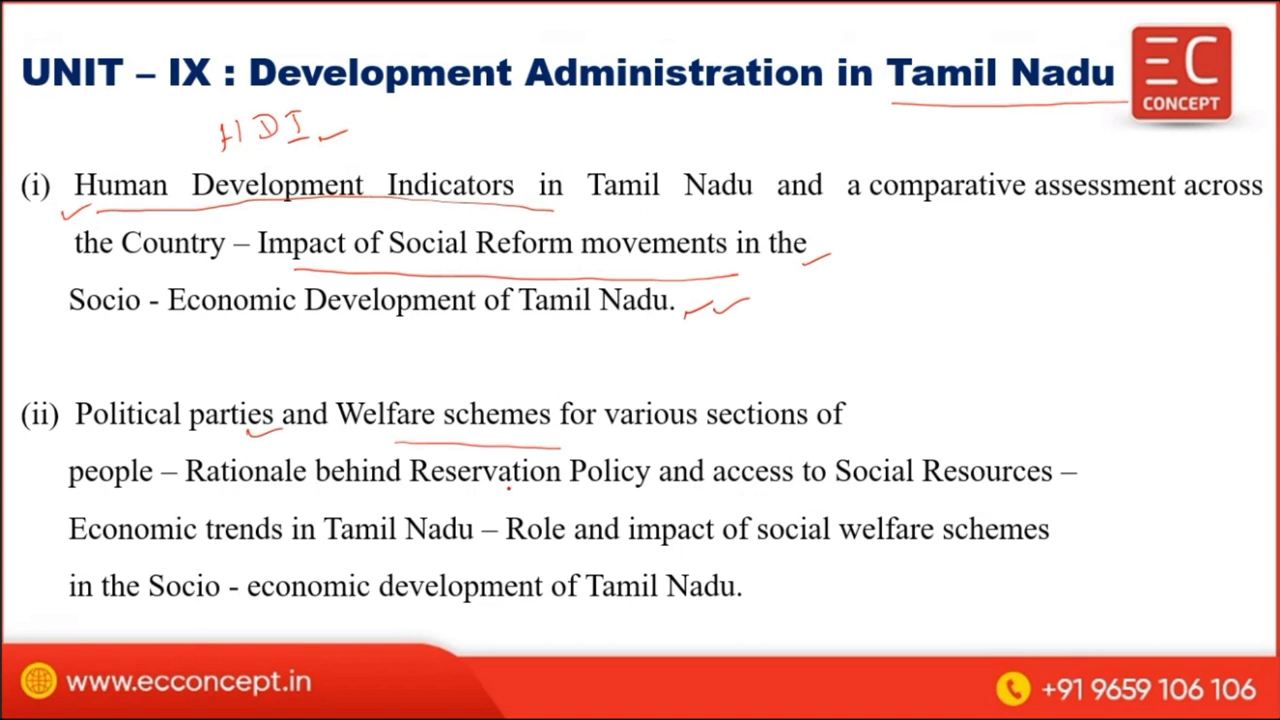 UNIT – IX : Development Administration in Tamil Nadu
EC
CONCEPT
HDI
(i) Human Development Indicators in Tamil Nadu and a comparative assessment across
the Country – Impact of Social Reform movements in the
Socio - Economic Development of Tamil Nadu.
(ii) Political parties and Welfare schemes for various sections of
people – Rationale behind Reservation Policy and access to Social Resources –
Economic trends in Tamil Nadu – Role and impact of social welfare schemes
in the Socio - economic development of Tamil Nadu.
www.ecconcept.in
+91 9659 106 106